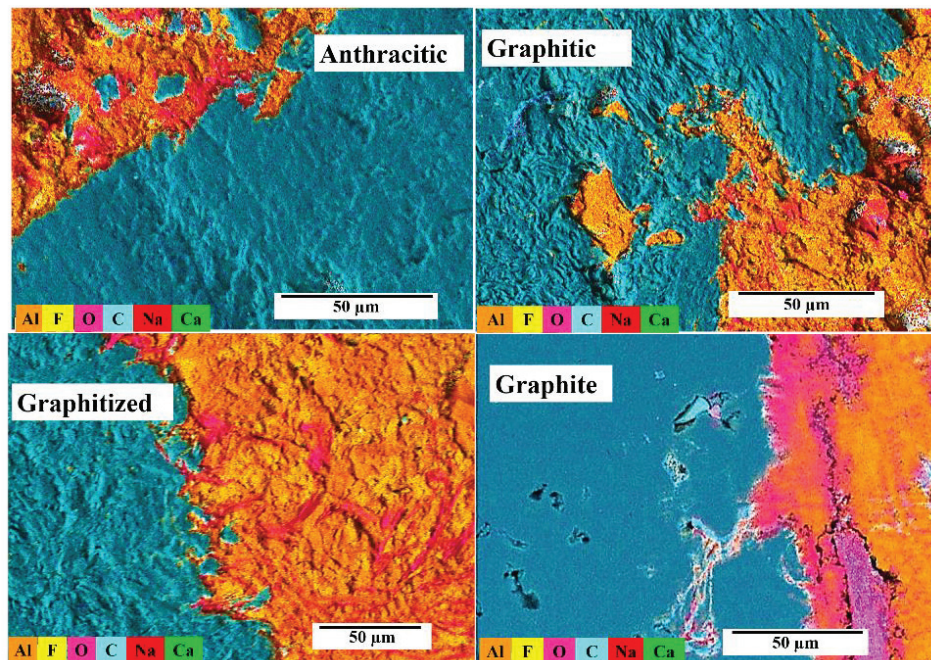 Anthracitic
50 µm
Al F O C Na Ca
Graphitic
50 µm
Al F O C Na Ca
Graphitized
50 µm
Al F O C Na Ca
Graphite
50 µm
Al F O C Na Ca